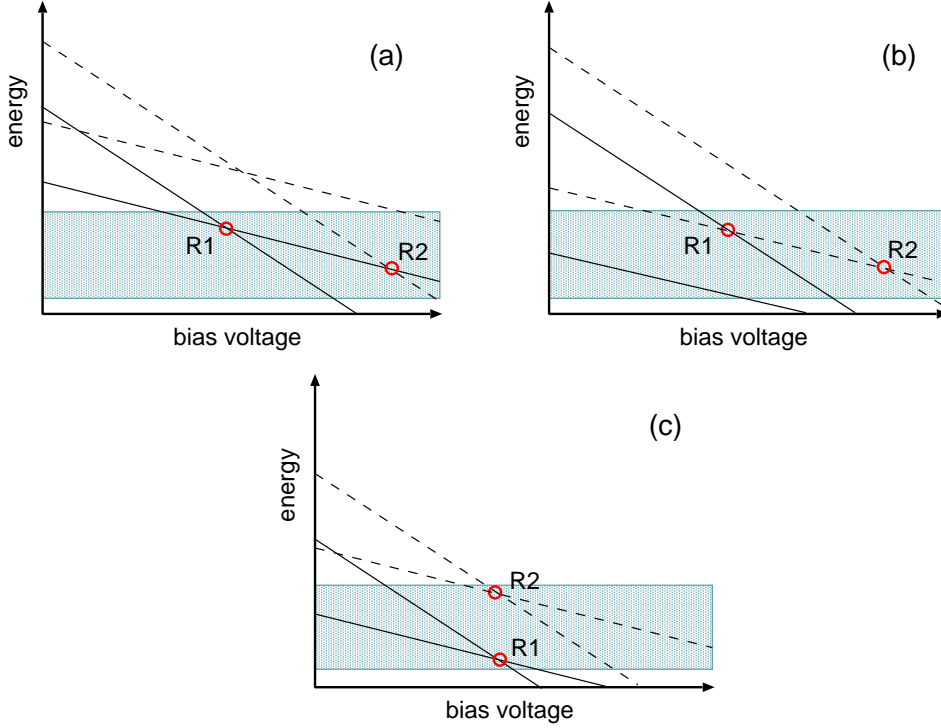 (a)
energy
R1
R2
bias voltage
(b)
energy
R1
R2
bias voltage
(c)
energy
R2
R1
bias voltage